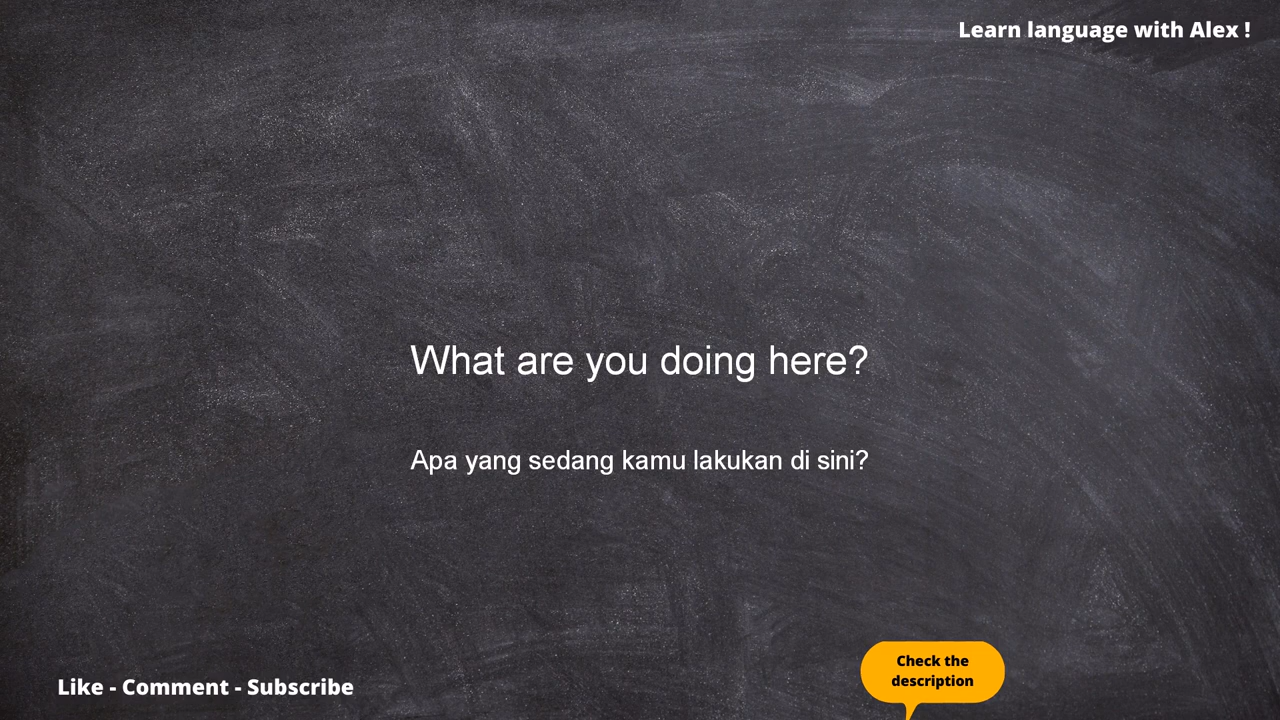 Learn language with Alex !
What are you doing here?
Apa yang sedang kamu lakukan di sini?
Like - Comment - Subscribe
Check the
description